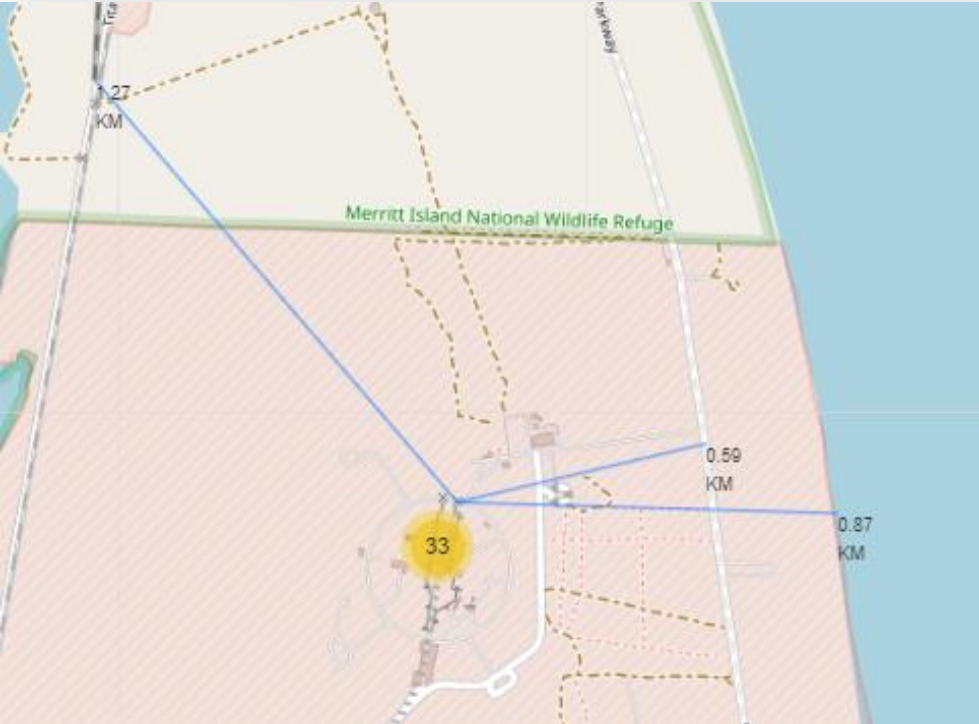 1.27
KM
Merritt Island National Wildlife Refuge
0.59
KM
0.87
KM
33